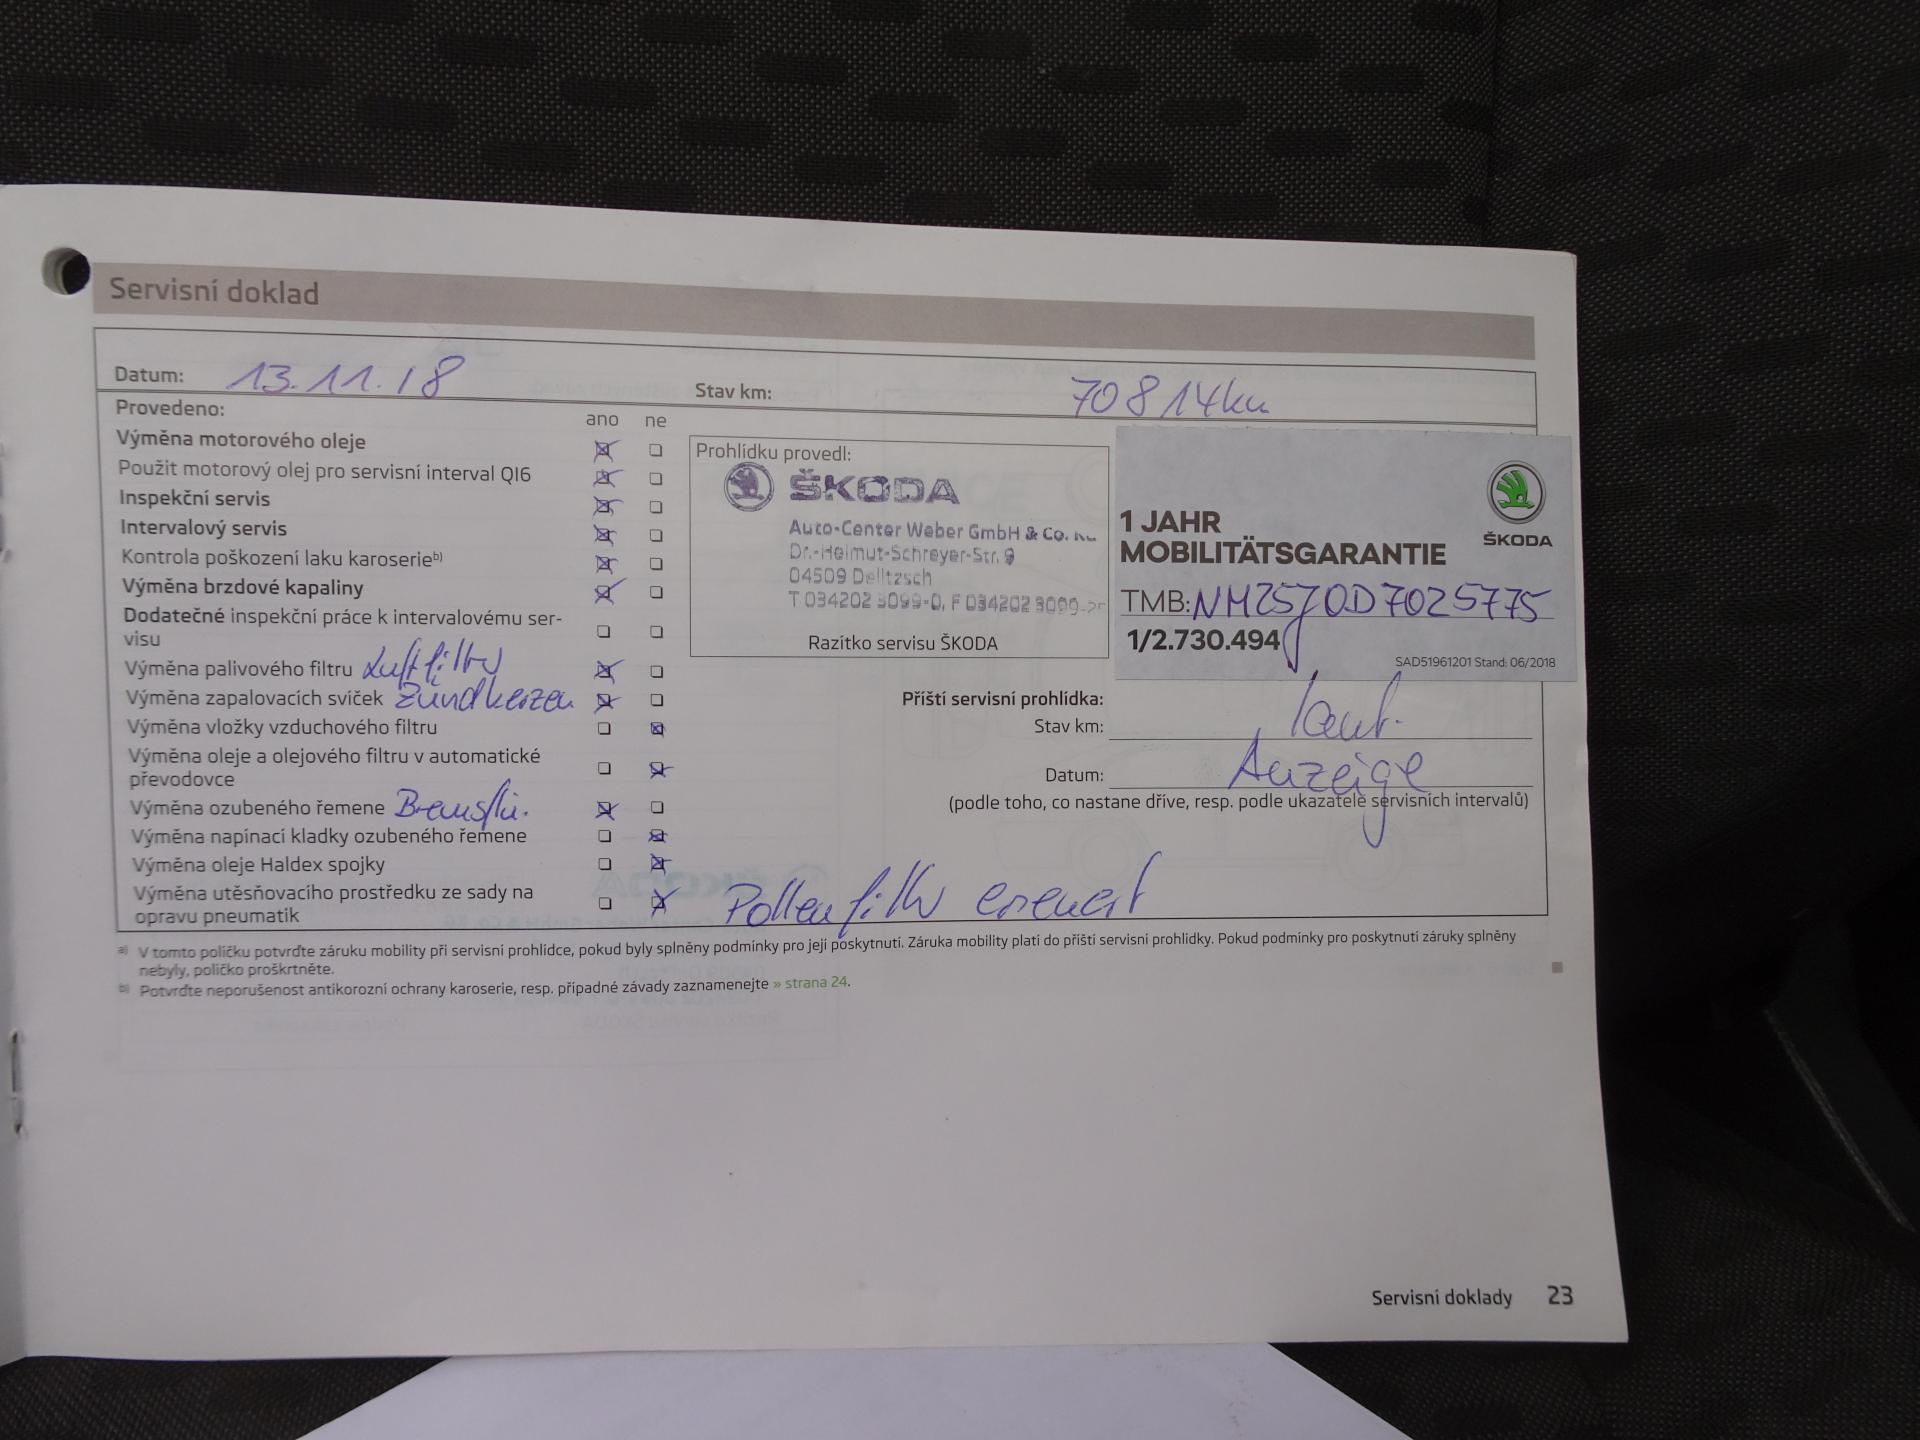 Servisní doklad
Datum: 13.11.18
Stav km: 70814km
Provedeno:
ano ne
Výměna motorového oleje
Použit motorový olej pro servisní interval QI6
Inspekční servis
Intervalový servis
Kontrola poškození laku karoserie b)
Výměna brzdové kapaliny
Dodatečné inspekční práce k intervalovému ser-
visu
Výměna palivového filtru Luftfilter
Výměna zapalovacích svíček Zündkerzen
Výměna vložky vzduchového filtru
Výměna oleje a olejového filtru v automatické
převodovce
Výměna ozubeného řemene Bremsfl.
Výměna napínací kladky ozubeného řemene
Výměna oleje Haldex spojky
Výměna utěsňovacího prostředku ze sady na
opravu pneumatik
Prohlídku provedl:
ŠKODA
Auto-Center Weber GmbH & Co. KG
Dr.-Helmut-Schreyer-Str. 9
04509 Delitzsch
T 034202 3099-0, F 034202 3099-
Razítko servisu ŠKODA
ŠKODA
1 JAHR
MOBILITÄTSGARANTIE
TMB: NM25J0D7025775
1/2.730.494
SAD51961201 Stand: 06/2018
Příští servisní prohlídka:
Stav km: laut.
Datum: Anzeige
(podle toho, co nastane dříve, resp. podle ukazatele servisních intervalů)
Pollenfilter erneuert
a) V tomto políčku potvrďte záruku mobility při servisní prohlídce, pokud byly splněny podmínky pro její poskytnutí. Záruka mobility platí do příští servisní prohlídky. Pokud podmínky pro poskytnutí záruky splněny
nebyly, políčko proškrtněte.
b) Potvrďte neporušenost antikorozní ochrany karoserie, resp. případné závady zaznamenejte » strana 24.
Servisní doklady 23